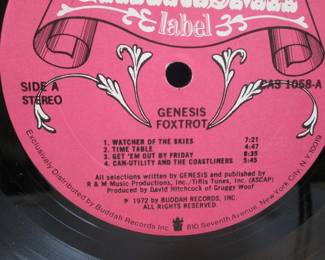 label
SIDE A
STEREO
CAS 1058-A
GENESIS
FOXTROT
1. WATCHER OF THE SKIES 7:21
2. TIME TABLE 4:47
3. GET 'EM OUT BY FRIDAY 8:35
4. CAN-UTILITY AND THE COASTLINERS 5:45
All selections written by GENESIS and published by
R & M Music Productions, Inc./Tiflis Tunes, Inc. (ASCAP)
Produced by David Hitchcock of Gruggy Woof
℗ 1972 by BUDDAH RECORDS, INC.
ALL RIGHTS RESERVED.
Exclusively Distributed by Buddah Records Inc 810 Seventh Avenue, New York City, N.Y. 10019